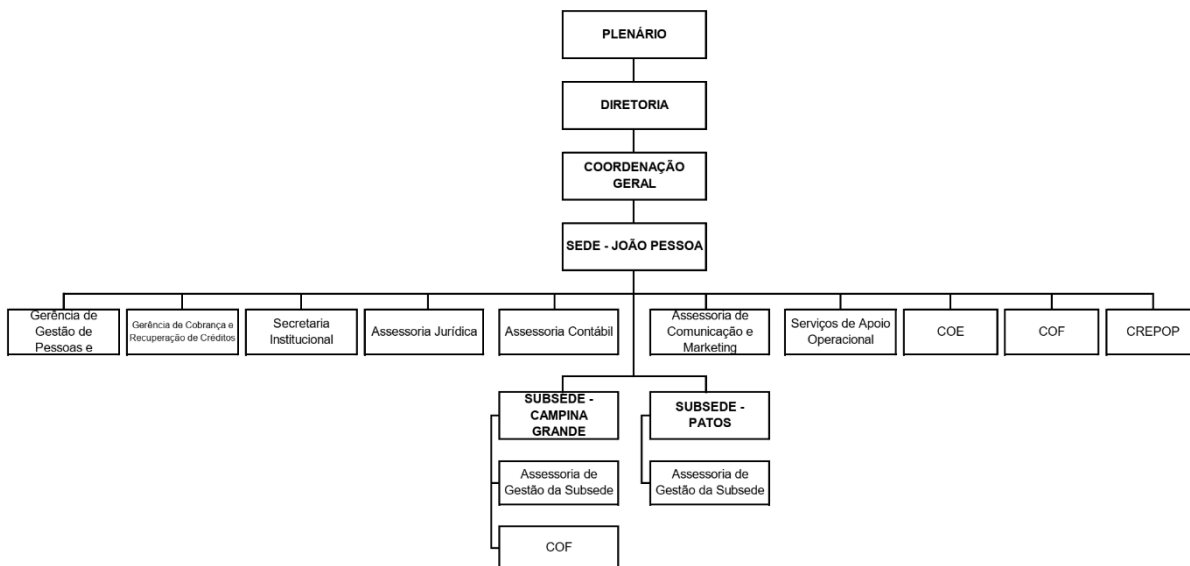 PLENÁRIO
DIRETORIA
COORDENAÇÃO
GERAL
SEDE - JOÃO PESSOA
Gerência de
Gestão de
Pessoas e
Gerência de Cobrança e
Recuperação de Créditos
Secretaria
Institucional
Assessoria Jurídica
Assessoria Contábil
Assessoria de
Comunicação e
Marketing
Serviços de Apoio
Operacional
COE
COF
CREPOP
SUBSEDE -
CAMPINA
GRANDE
SUBSEDE -
PATOS
Assessoria de
Gestão da Subsede
Assessoria de
Gestão da Subsede
COF